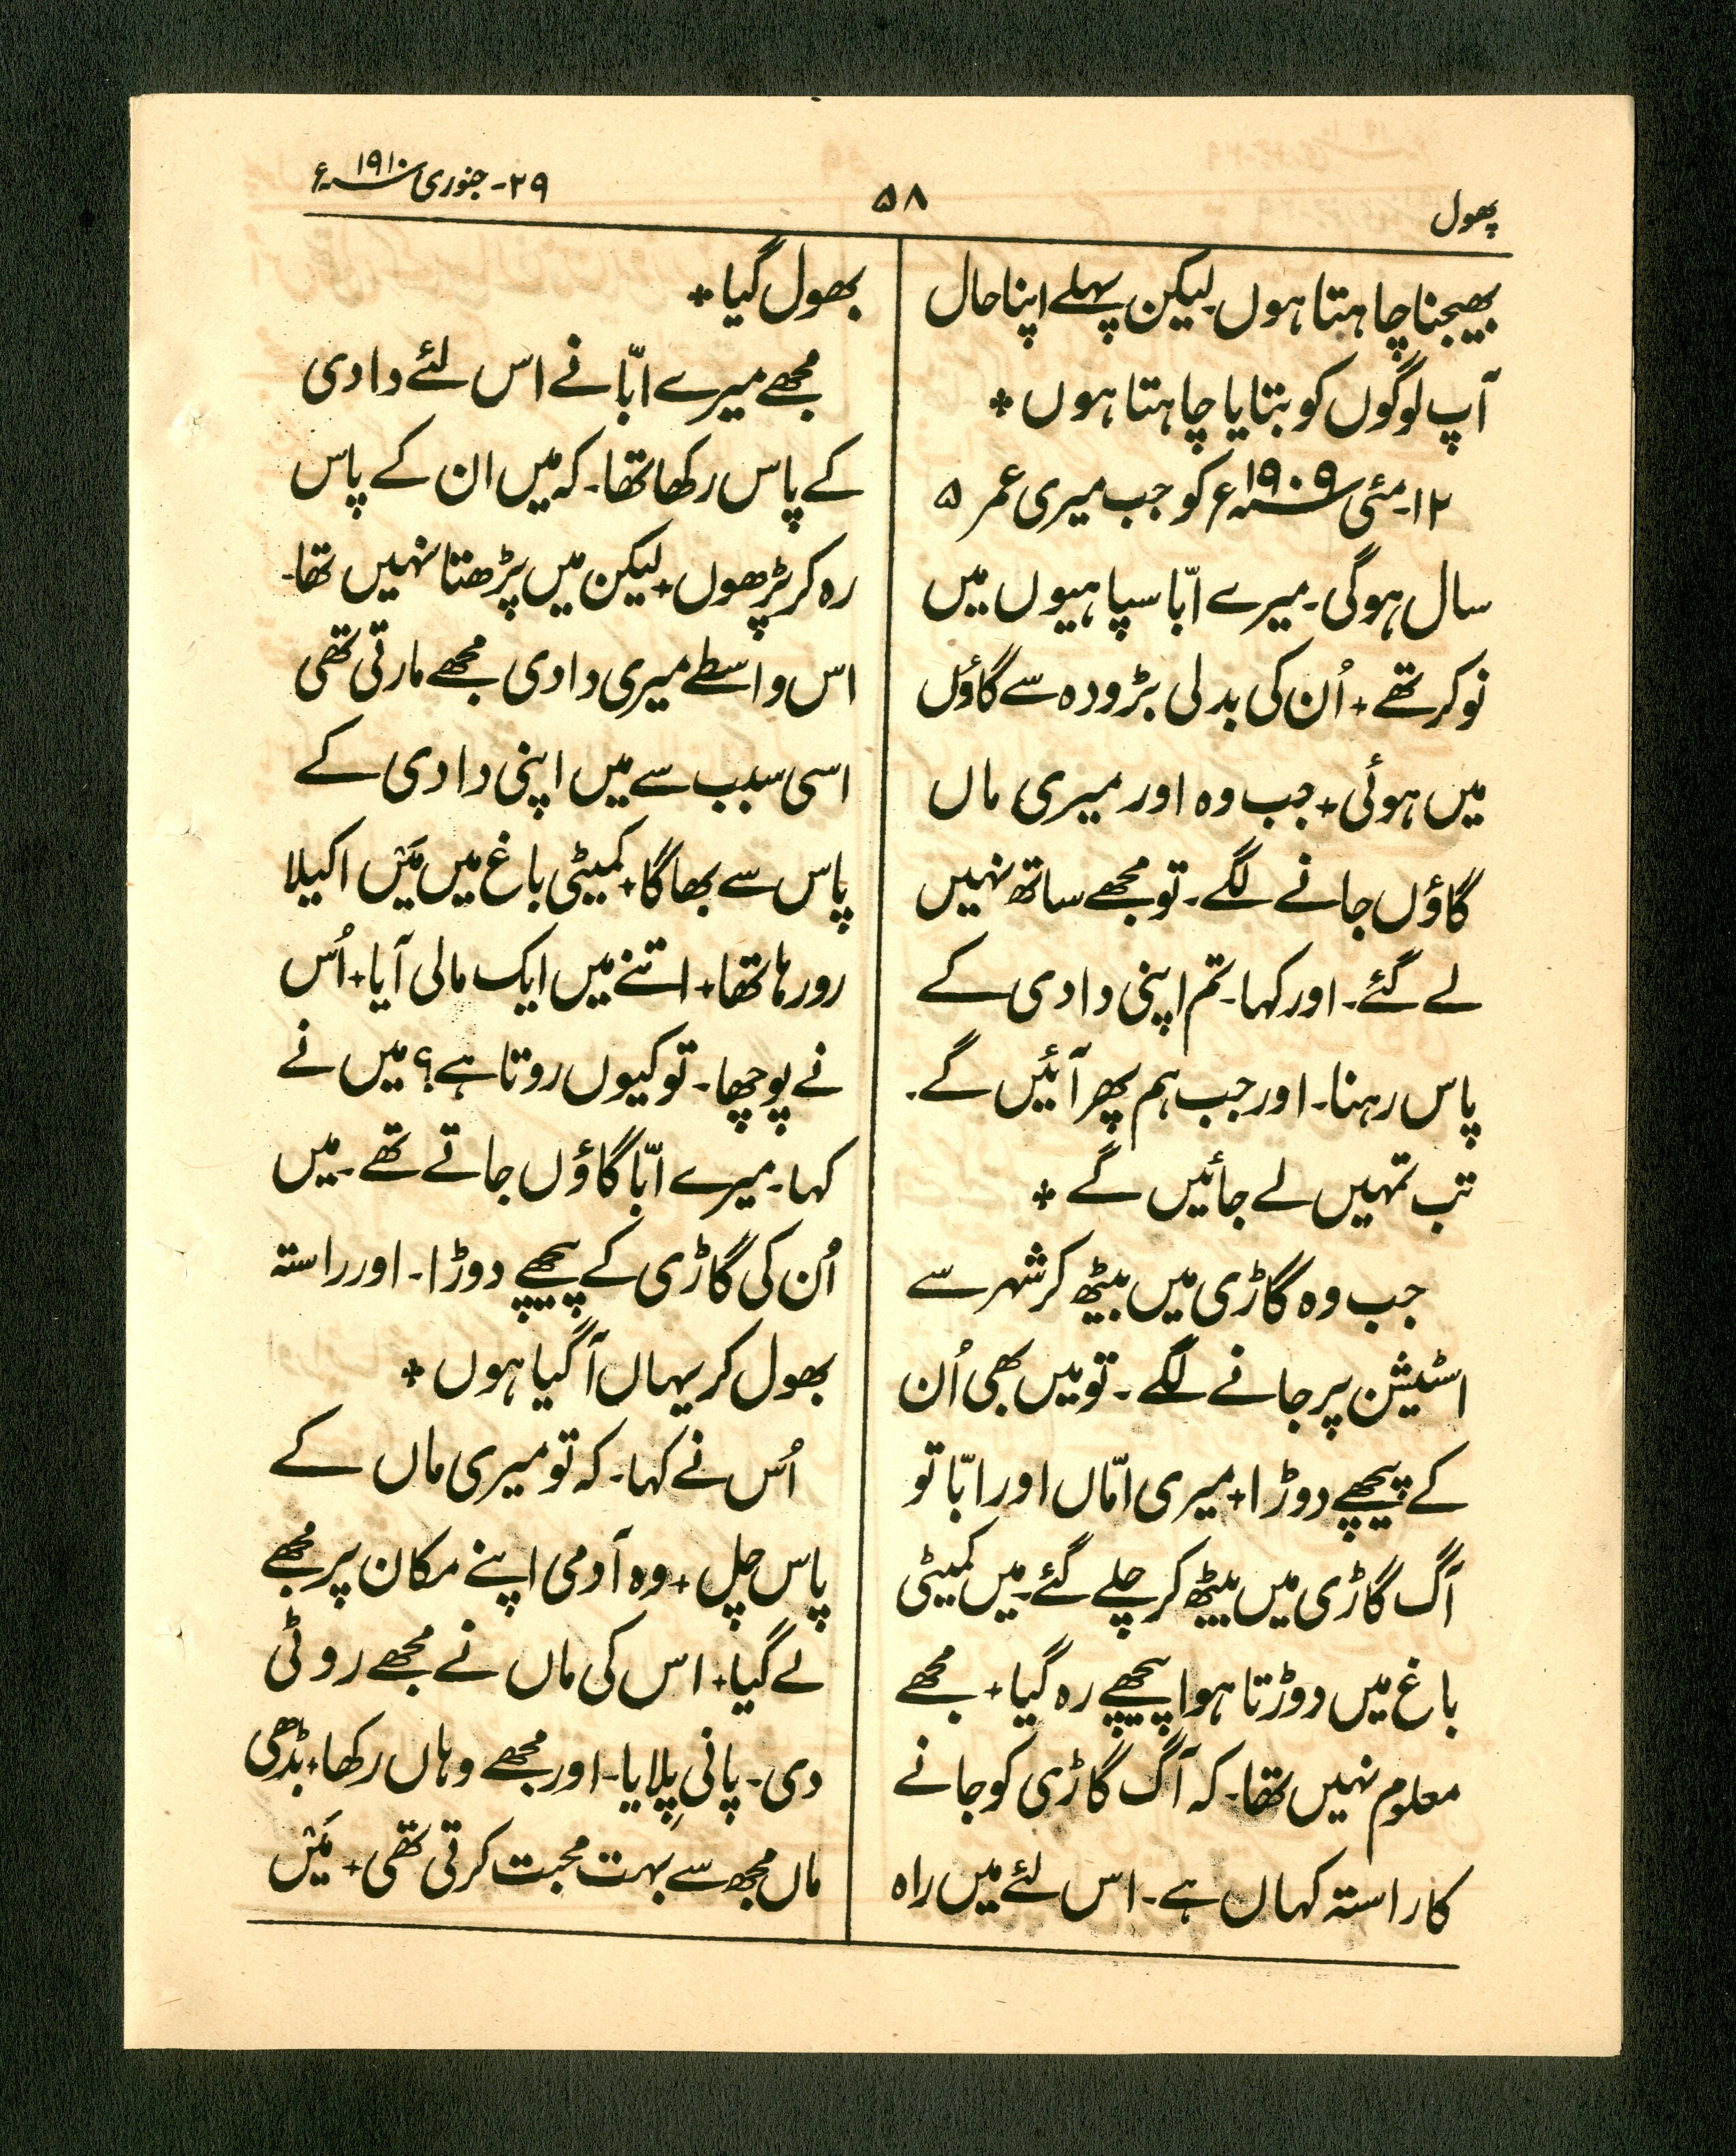 پھول
۵۸
۲۹- جنوری ۱۹۱۰ء
بھیجنا چاہتا ہوں۔ لیکن پہلے اپنا حال
آپ لوگوں کو بتایا چاہتا ہوں ٭
۱۲- مئی ۱۹۰۹ء کو جب میری عمر ۵
سال ہوگی۔ میرے ابّا سپاہیوں میں
نوکر تھے + اُن کی بدلی بڑودہ سے گاؤں
میں ہوئی + جب وہ اور میری ماں
گاؤں جانے لگے۔ تو مجھے ساتھ نہیں
لے گئے۔ اور کہا۔ تم اپنی دادی کے
پاس رہنا۔ اور جب ہم پھر آئیں گے۔
تب تمہیں لے جائیں گے ٭
جب وہ گاڑی میں بیٹھ کر شہر سے
اسٹیشن پر جانے لگے۔ تو میں بھی اُن
کے پیچھے دوڑا + میری امّاں اور ابّا تو
آگ گاڑی میں بیٹھ کر چلے گئے۔ میں کمیٹی
باغ میں دوڑتا ہوا پیچھے رہ گیا + مجھے
معلوم نہیں تھا۔ کہ آگ گاڑی کو جانے
کا راستہ کہاں ہے۔ اس لئے میں راہ
بھول گیا ٭
مجھے میرے ابّا نے اس لئے دادی
کے پاس رکھا تھا۔ کہ میں ان کے پاس
رہ کر پڑھوں + لیکن میں پڑھتا نہیں تھا۔
اس واسطے میری دادی مجھے مارتی تھی
اسی سبب سے میں اپنی دادی کے
پاس سے بھاگا + کمیٹی باغ میں مَیں اکیلا
رو رہا تھا + اتنے میں ایک مالی آیا + اُس
نے پوچھا۔ تو کیوں روتا ہے؟ میں نے
کہا۔ میرے ابّا گاؤں جاتے تھے۔ میں
اُن کی گاڑی کے پیچھے دوڑا۔ اور راستہ
بھول کر یہاں آ گیا ہوں ٭
اُس نے کہا۔ کہ تو میری ماں کے
پاس چل + وہ آدمی اپنے مکان پر مجھے
لے گیا + اس کی ماں نے مجھے روٹی
دی۔ پانی پِلایا۔ اور مجھے وہاں رکھا + بڈھی
ماں مجھ سے بہت محبت کرتی تھی + مَیں